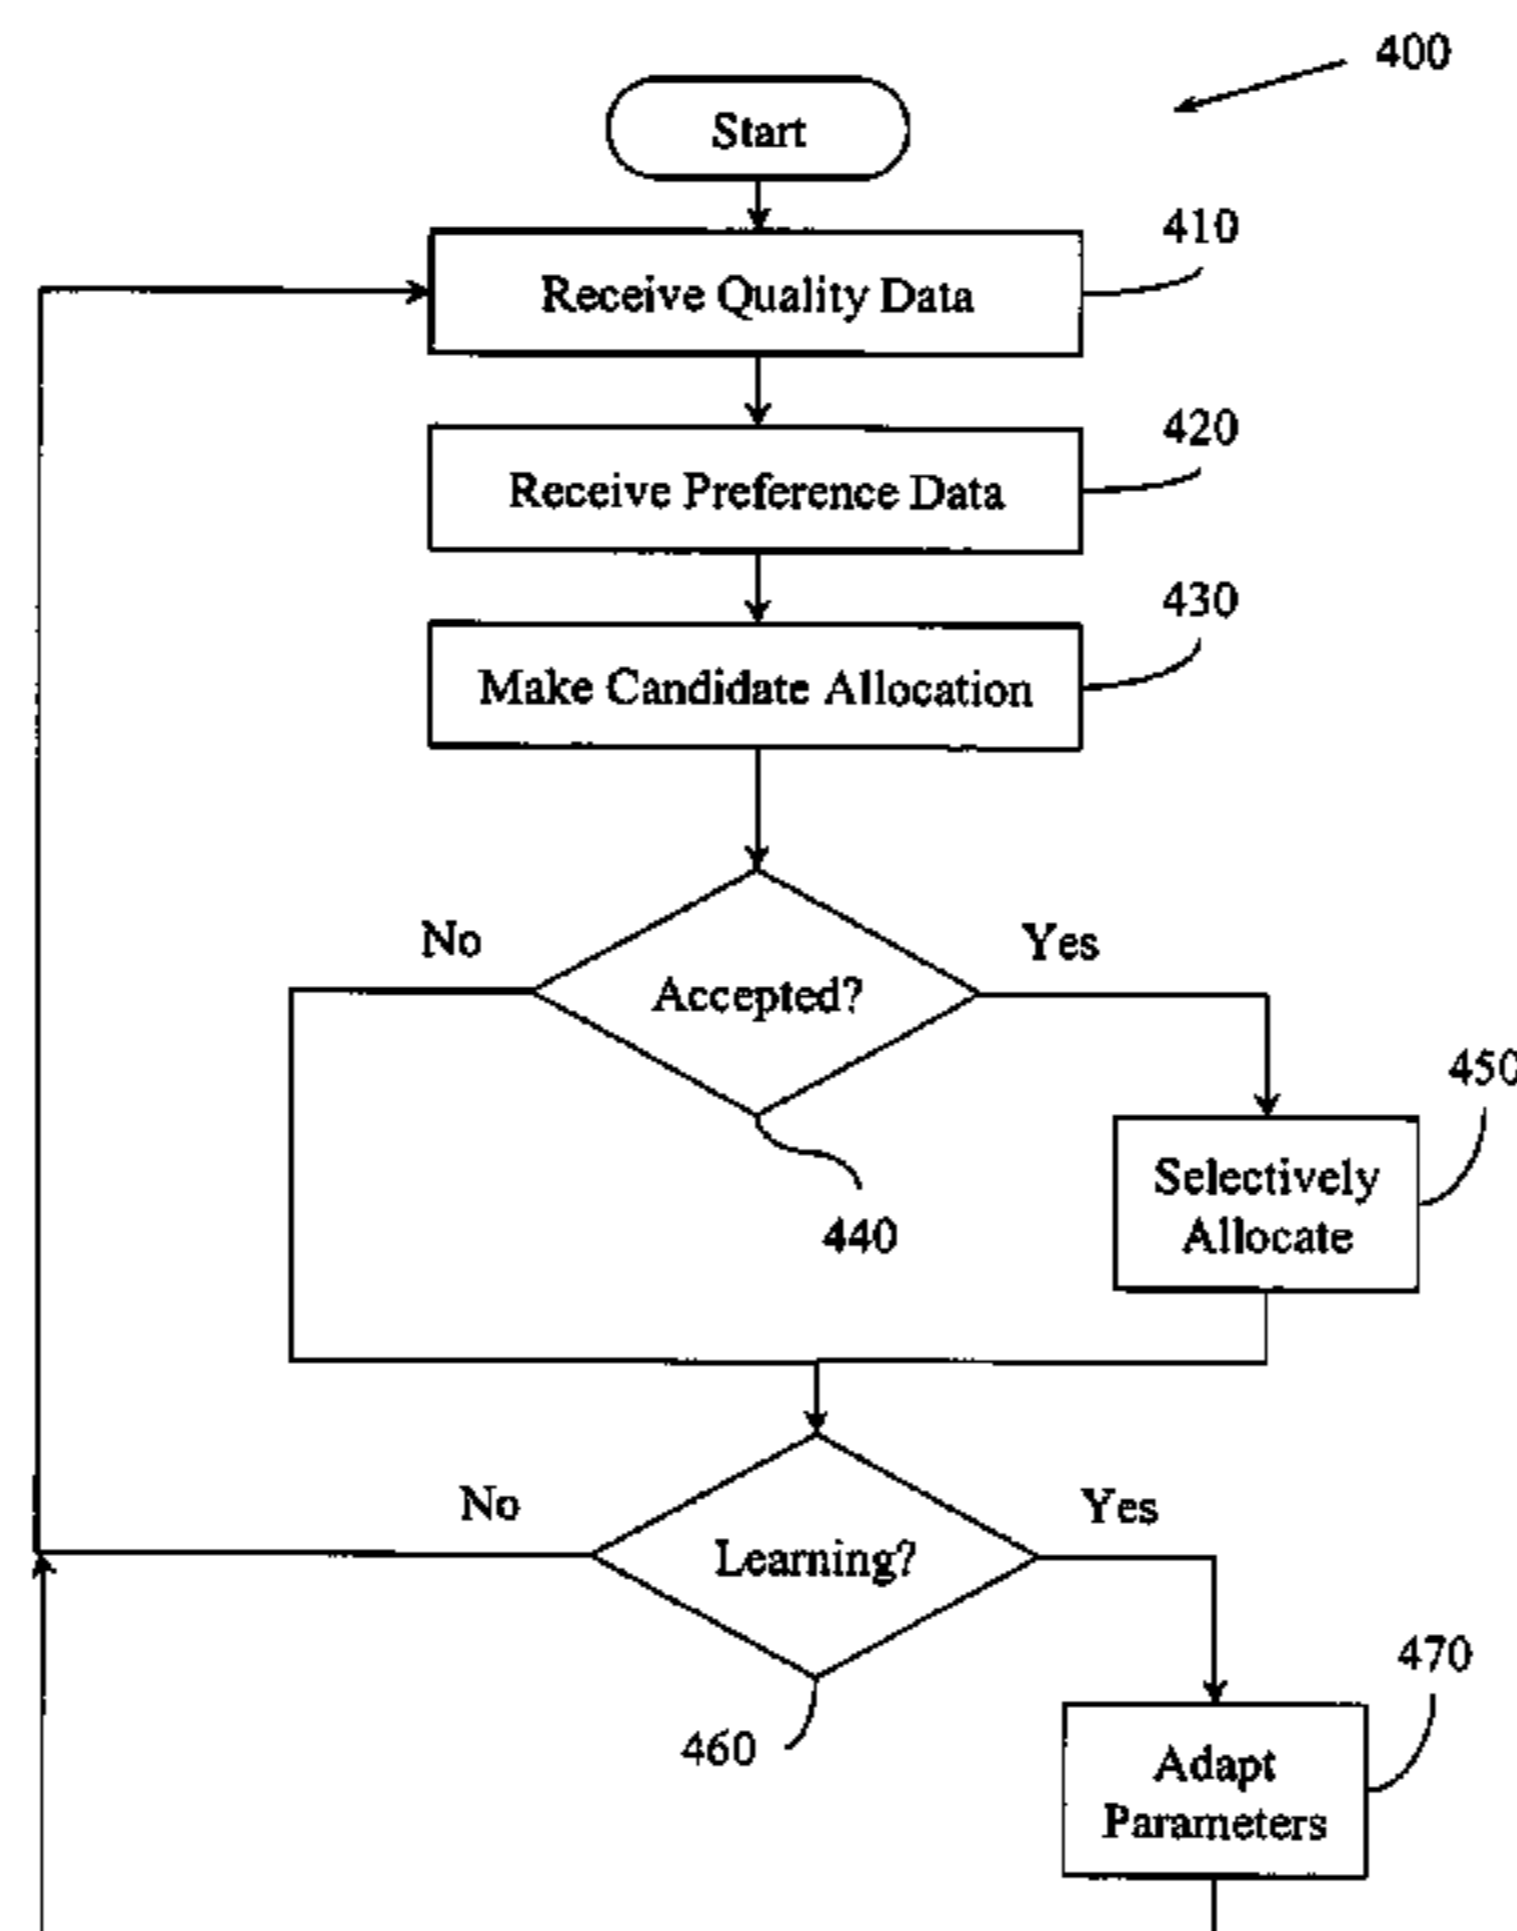 400
Start
410
Receive Quality Data
420
Receive Preference Data
430
Make Candidate Allocation
No
Yes
Accepted?
450
Selectively
Allocate
440
No
Yes
Learning?
470
460
Adapt
Parameters